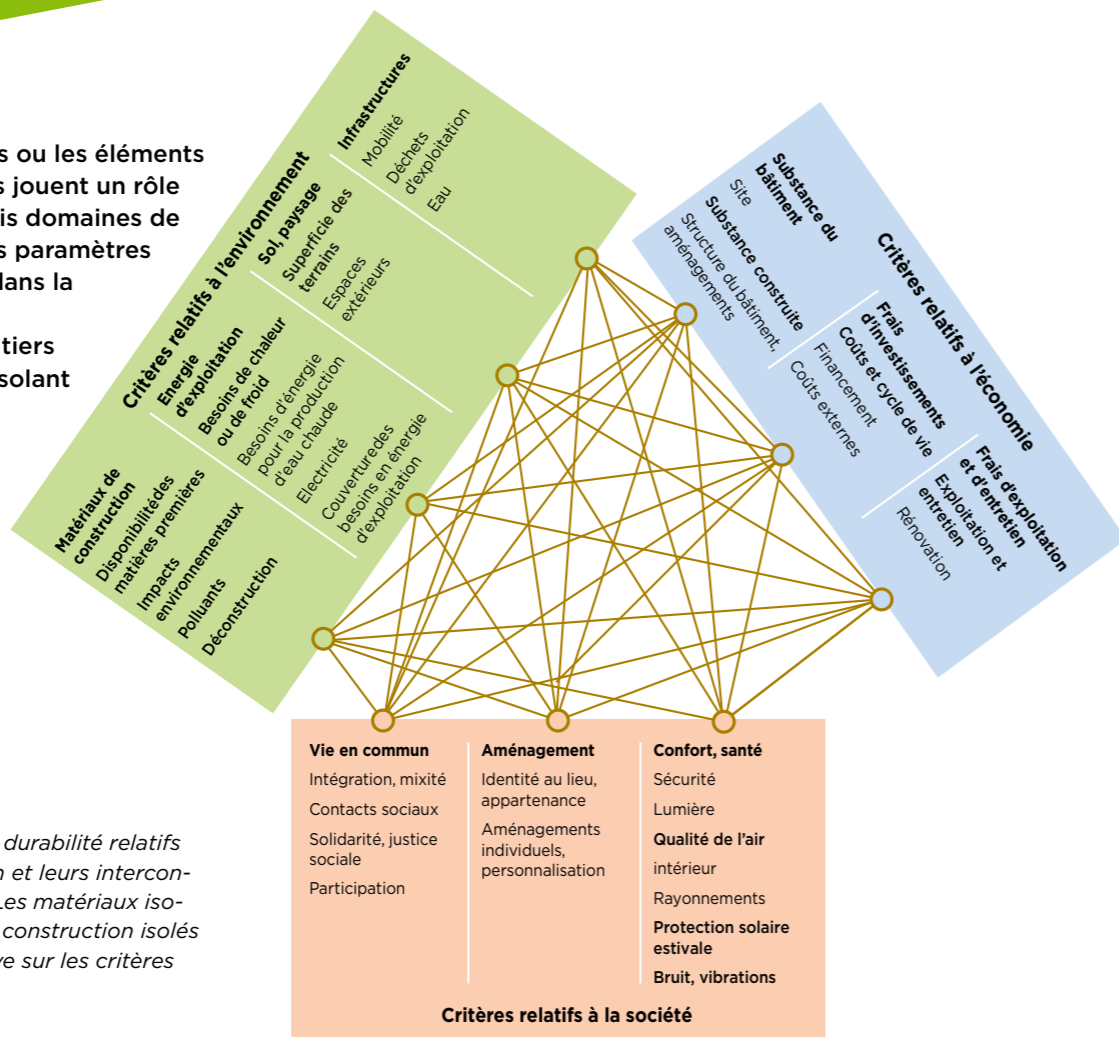 s ou les éléments
s jouent un rôle
is domaines de
s paramètres
dans la
tiers
solant
Critères relatifs à l'environnement
Matériaux de
construction
Disponibilitédes
matières premières
Impacts
environnementaux
Polluants
Déconstruction
Energie
d'exploitation
Besoins de chaleur
ou de froid
Besoins d'énergie
pour la production
d'eau chaude
Electricité
Couverturedes
besoins en énergie
d'exploitation
Sol, paysage
Superficie des
terrains
Espaces
extérieurs
Infrastructures
Mobilité
Déchets
d'exploitation
Eau
Critères relatifs à l'économie
Substance du
bâtiment
Site
Substance construite
Structure du bâtiment,
aménagements
Frais
d'investissements
Coûts et cycle de vie
Financement
Coûts externes
Frais d'exploitation
et d'entretien
Exploitation et
entretien
Rénovation
Vie en commun
Intégration, mixité
Contacts sociaux
Solidarité, justice
sociale
Participation
Aménagement
Identité au lieu,
appartenance
Aménagements
individuels,
personnalisation
Confort, santé
Sécurité
Lumière
Qualité de l'air
intérieur
Rayonnements
Protection solaire
estivale
Bruit, vibrations
Critères relatifs à la société
durabilité relatifs
n et leurs intercon-
Les matériaux iso-
construction isolés
ve sur les critères